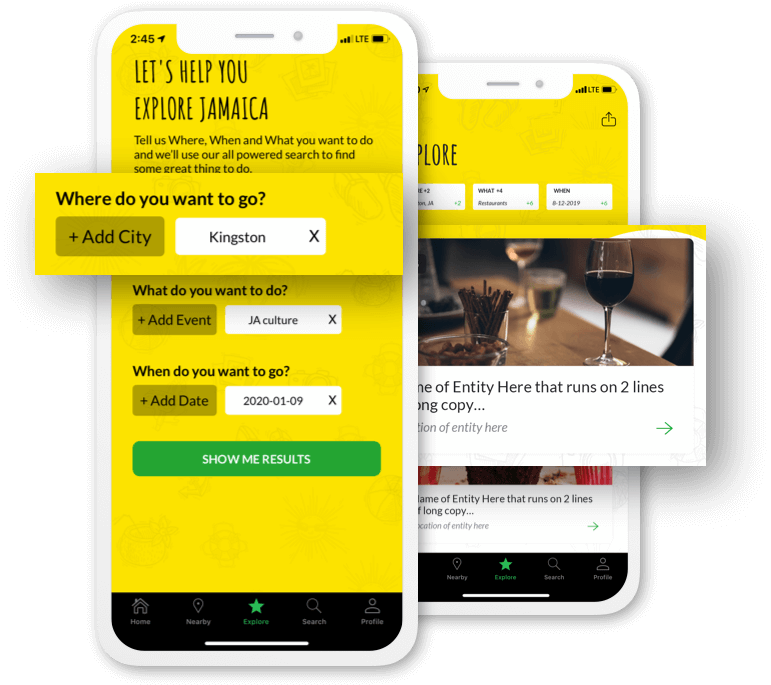 2:45
LTE
LET'S HELP YOU
EXPLORE JAMAICA
Tell us Where, When and What you want to do
and we'll use our all powered search to find
some great thing to do.
Where do you want to go?
+ Add City
Kingston X
What do you want to do?
+ Add Event
JA culture X
When do you want to go?
+ Add Date
2020-01-09 X
SHOW ME RESULTS
Home
Nearby
Explore
Search
Profile
LTE
PLORE
+2
on, JA +2
WHAT +4
Restaurants +6
WHEN
8-12-2019 +6
me of Entity Here that runs on 2 lines
ong copy...
tion of entity here
ame of Entity Here that runs on 2 lines
f long copy...
ocation of entity here
Nearby
Explore
Search
Profile